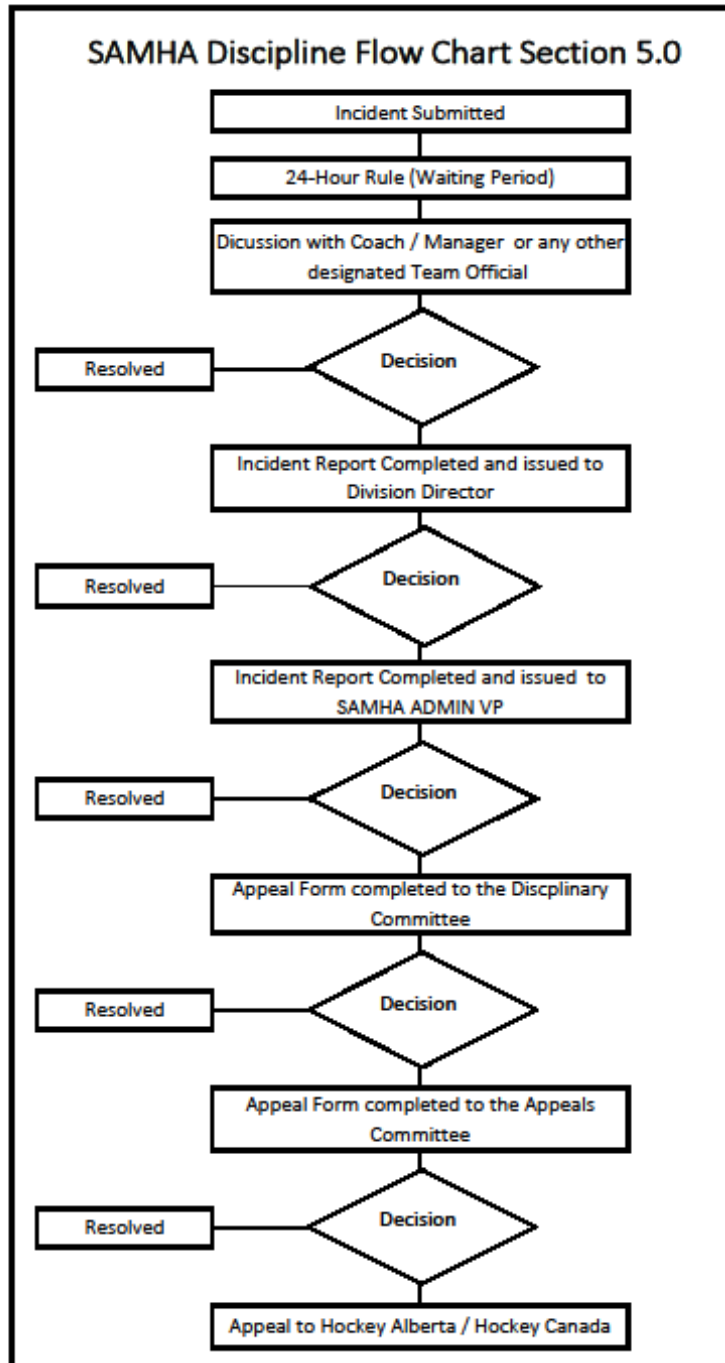 SAMHA Discipline Flow Chart Section 5.0
Incident Submitted
24-Hour Rule (Waiting Period)
Dicussion with Coach / Manager or any other
designated Team Official
Decision
Resolved
Incident Report Completed and issued to
Division Director
Decision
Resolved
Incident Report Completed and issued to
SAMHA ADMIN VP
Decision
Resolved
Appeal Form completed to the Discplinary
Committee
Decision
Resolved
Appeal Form completed to the Appeals
Committee
Decision
Resolved
Appeal to Hockey Alberta / Hockey Canada